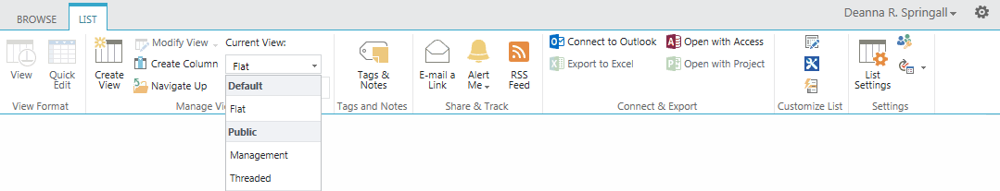 BROWSE LIST Deanna R. Springall
View
Quick Edit
View Format
Create View
Modify View
Create Column
Navigate Up
Current View:
Flat
Default
Flat
Public
Management
Threaded
Manage Vi
Tags & Notes
Tags and Notes
E-mail a Link
Alert Me
RSS Feed
Share & Track
Connect to Outlook
Export to Excel
Open with Access
Open with Project
Connect & Export
Customize List
List Settings
Settings